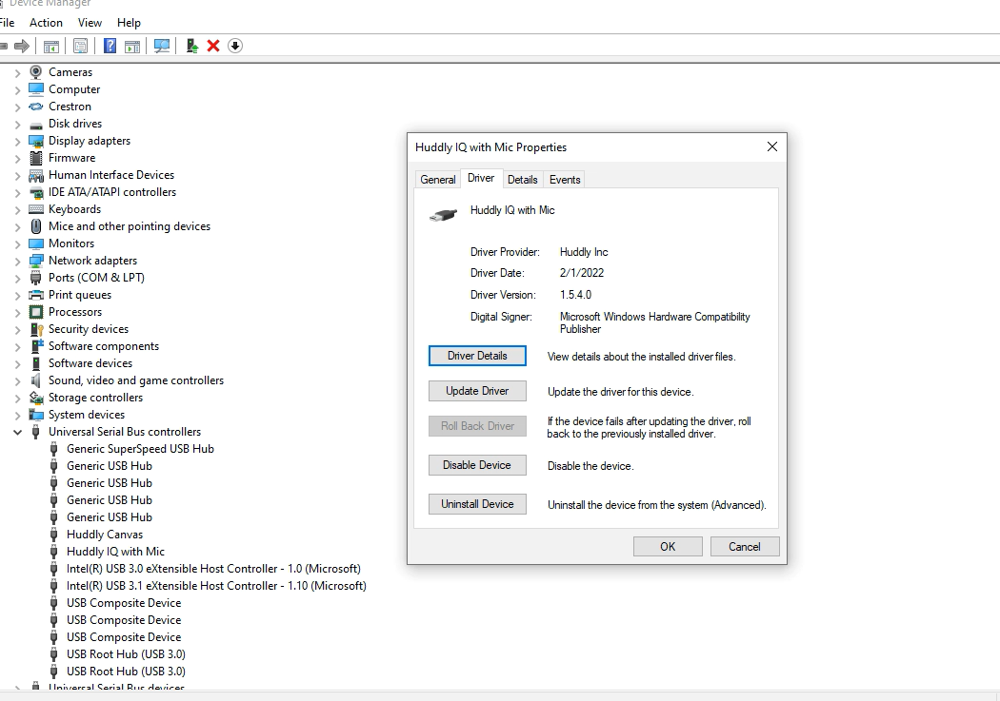 Device Manager
File Action View Help
Cameras
Computer
Crestron
Disk drives
Display adapters
Firmware
Human Interface Devices
IDE ATA/ATAPI controllers
Keyboards
Mice and other pointing devices
Monitors
Network adapters
Ports (COM & LPT)
Print queues
Processors
Security devices
Software components
Software devices
Sound, video and game controllers
Storage controllers
System devices
Universal Serial Bus controllers
Generic SuperSpeed USB Hub
Generic USB Hub
Generic USB Hub
Generic USB Hub
Generic USB Hub
Huddly Canvas
Huddly IQ with Mic
Intel(R) USB 3.0 eXtensible Host Controller - 1.0 (Microsoft)
Intel(R) USB 3.1 eXtensible Host Controller - 1.10 (Microsoft)
USB Composite Device
USB Composite Device
USB Composite Device
USB Root Hub (USB 3.0)
USB Root Hub (USB 3.0)
Universal Serial Bus devices
Huddly IQ with Mic Properties
General Driver Details Events
Huddly IQ with Mic
Driver Provider: Huddly Inc
Driver Date: 2/1/2022
Driver Version: 1.5.4.0
Digital Signer: Microsoft Windows Hardware Compatibility
Publisher
Driver Details View details about the installed driver files.
Update Driver Update the driver for this device.
Roll Back Driver If the device fails after updating the driver, roll
back to the previously installed driver.
Disable Device Disable the device.
Uninstall Device Uninstall the device from the system (Advanced).
OK Cancel